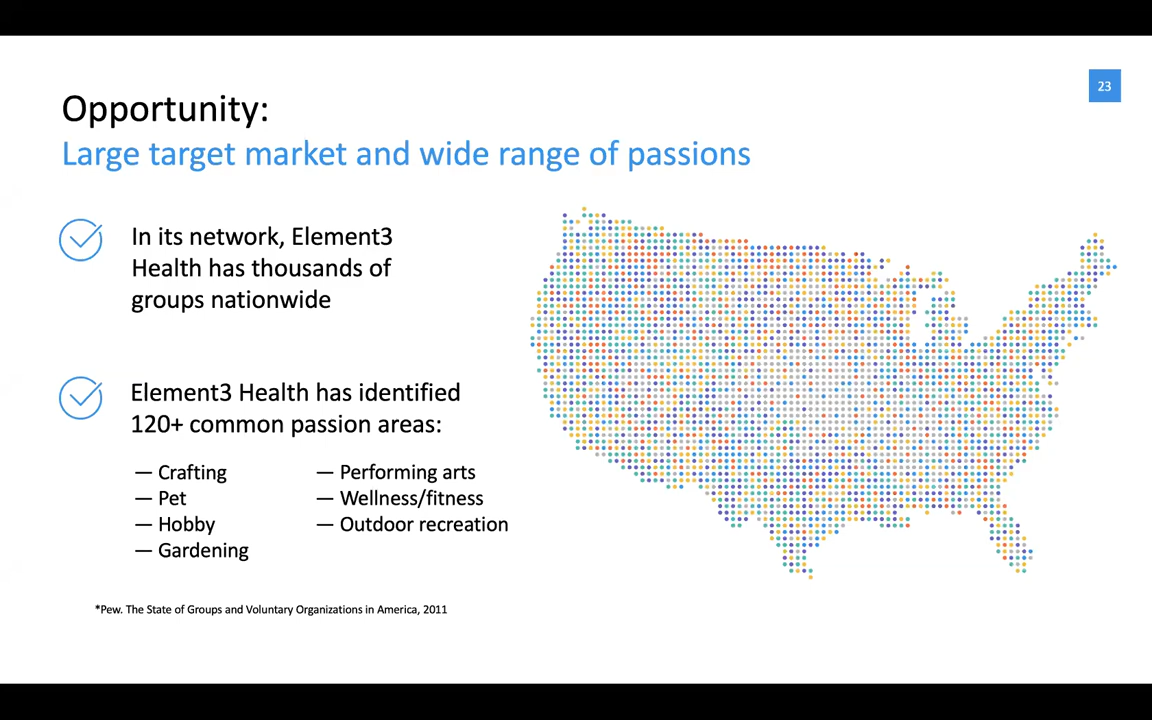 23
Opportunity:
Large target market and wide range of passions
In its network, Element3
Health has thousands of
groups nationwide
Element3 Health has identified
120+ common passion areas:
— Crafting
— Pet
— Hobby
— Gardening
— Performing arts
— Wellness/fitness
— Outdoor recreation
*Pew. The State of Groups and Voluntary Organizations in America, 2011